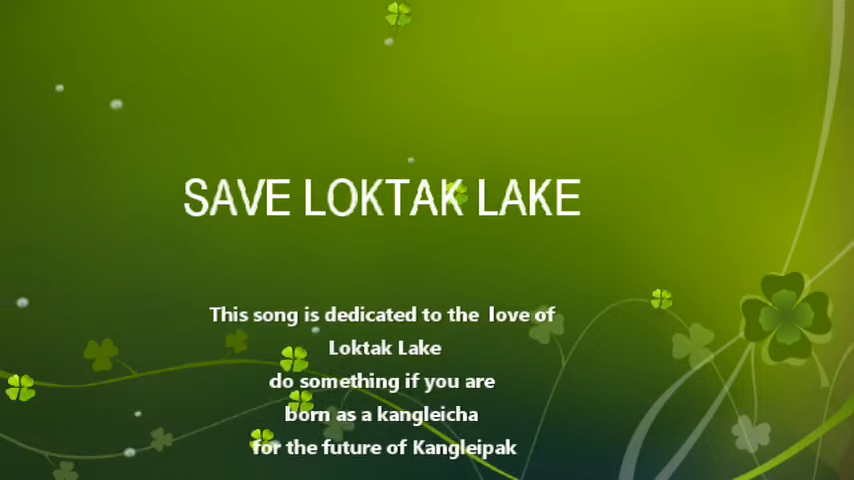 SAVE LOKTAK LAKE
This song is dedicated to the love of
Loktak Lake
do something if you are
born as a kangleicha
for the future of Kangleipak